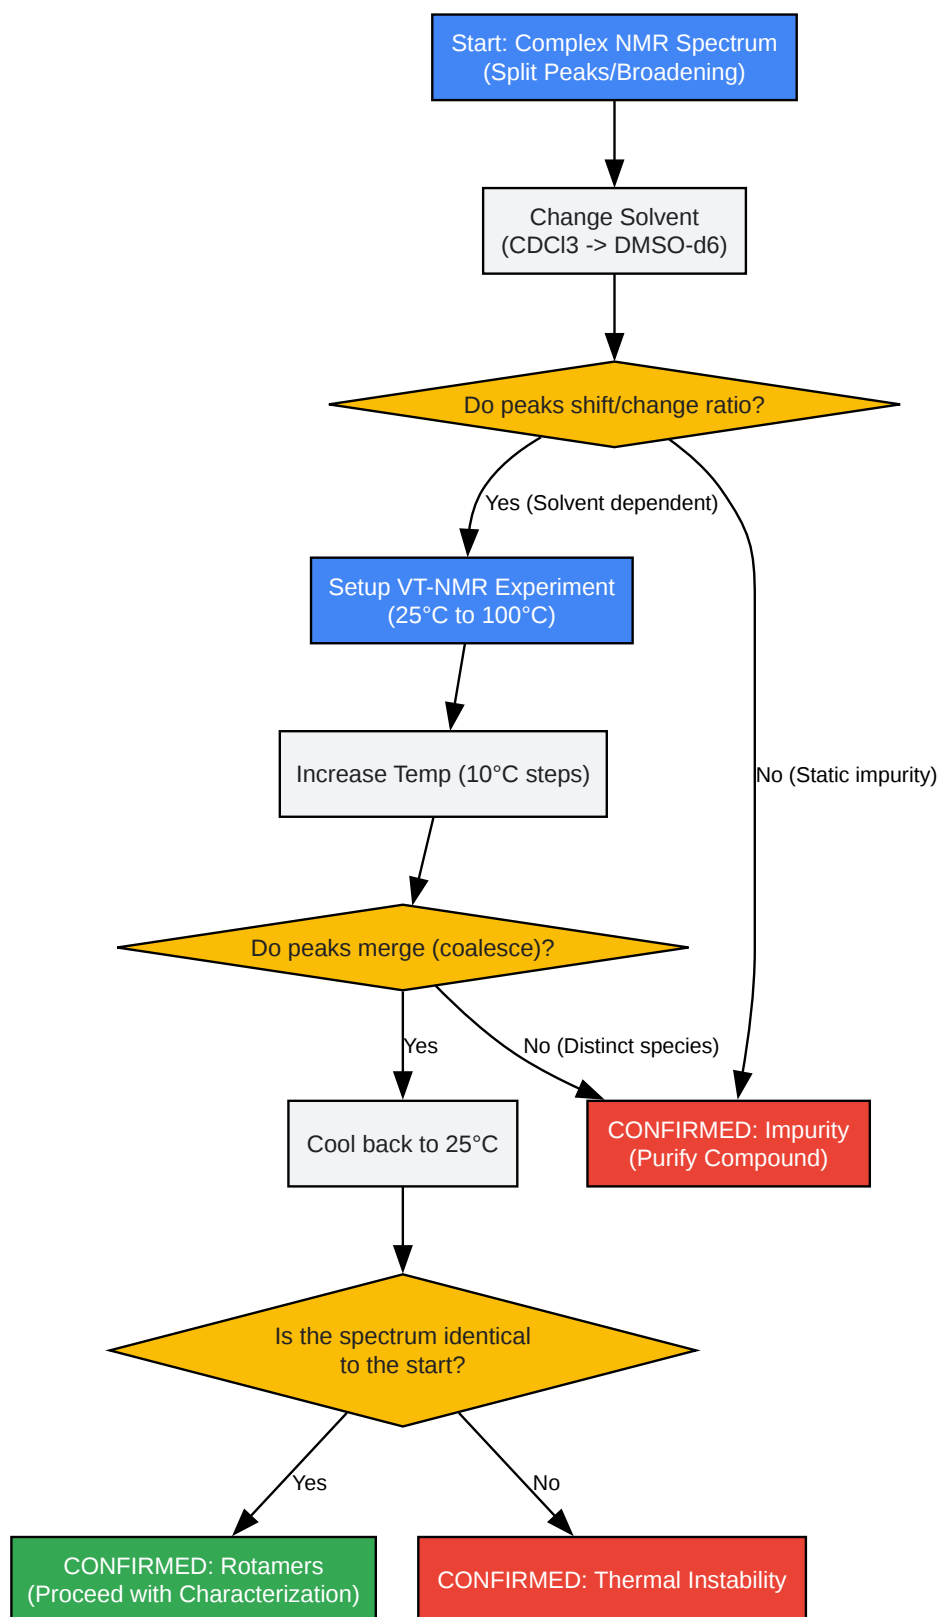 Start: Complex NMR Spectrum
(Split Peaks/Broadening)
Change Solvent
(CDCl3 -> DMSO-d6)
Do peaks shift/change ratio?
Yes (Solvent dependent)
Setup VT-NMR Experiment
(25°C to 100°C)
Increase Temp (10°C steps)
No (Static impurity)
Do peaks merge (coalesce)?
Yes
No (Distinct species)
Cool back to 25°C
CONFIRMED: Impurity
(Purify Compound)
Is the spectrum identical
to the start?
Yes
No
CONFIRMED: Rotamers
(Proceed with Characterization)
CONFIRMED: Thermal Instability